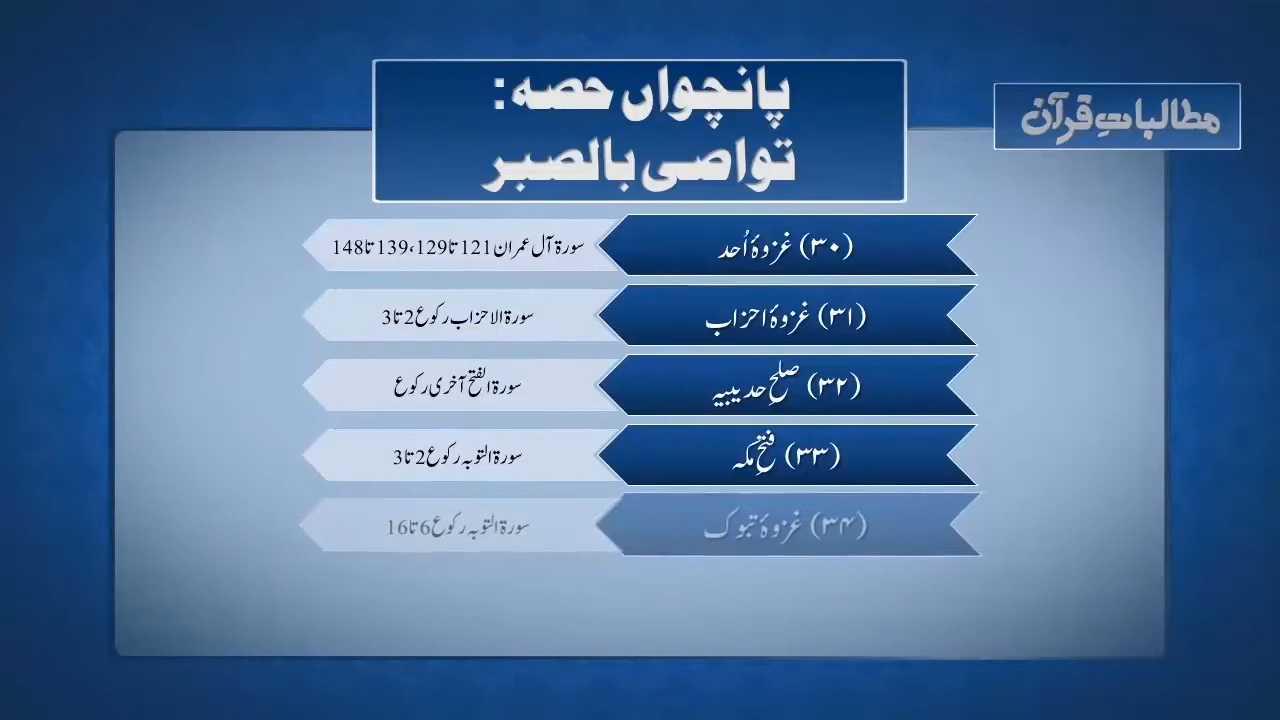 پانچواں حصہ:
تواصی بالصبر
مطالباتِ قرآن
(۳۰) غزوۂ اُحد
سورۃ آل عمران 121 تا 129، 139 تا 148
(۳۱) غزوۂ احزاب
سورۃ الاحزاب رکوع 2 تا 3
(۳۲) صلحِ حدیبیہ
سورۃ الفتح آخری رکوع
(۳۳) فتحِ مکہ
سورۃ التوبہ رکوع 2 تا 3
(۳۴) غزوۂ تبوک
سورۃ التوبہ رکوع 6 تا 16